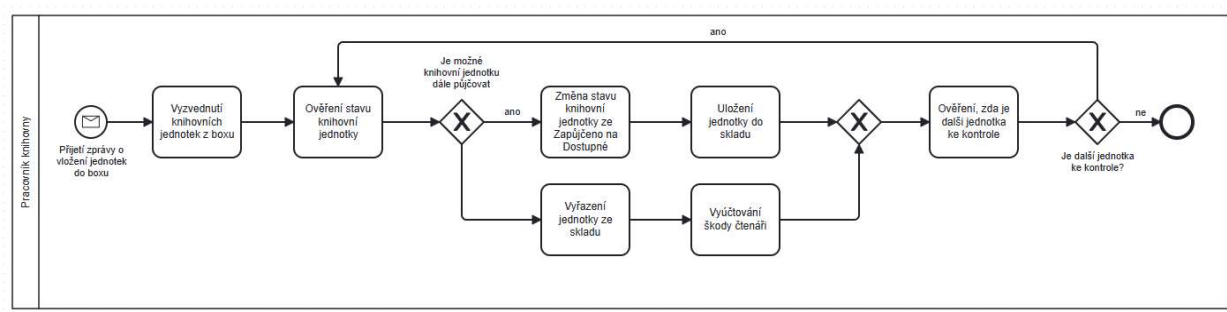 Pracovník knihovny
Přijetí zprávy o
vložení jednotek
do boxu
Vyzvednutí
knihovních
jednotek z boxu
Ověření stavu
knihovní
jednotky
Je možné
knihovní jednotku
dále půjčovat
ano
Změna stavu
knihovní
jednotky ze
Zapůjčeno na
Dostupné
Uložení
jednotky do
skladu
Vyřazení
jednotky ze
skladu
Vyúčtování
škody čtenáři
Ověření, zda je
další jednotka
ke kontrole
Je další jednotka
ke kontrole?
ano
ne